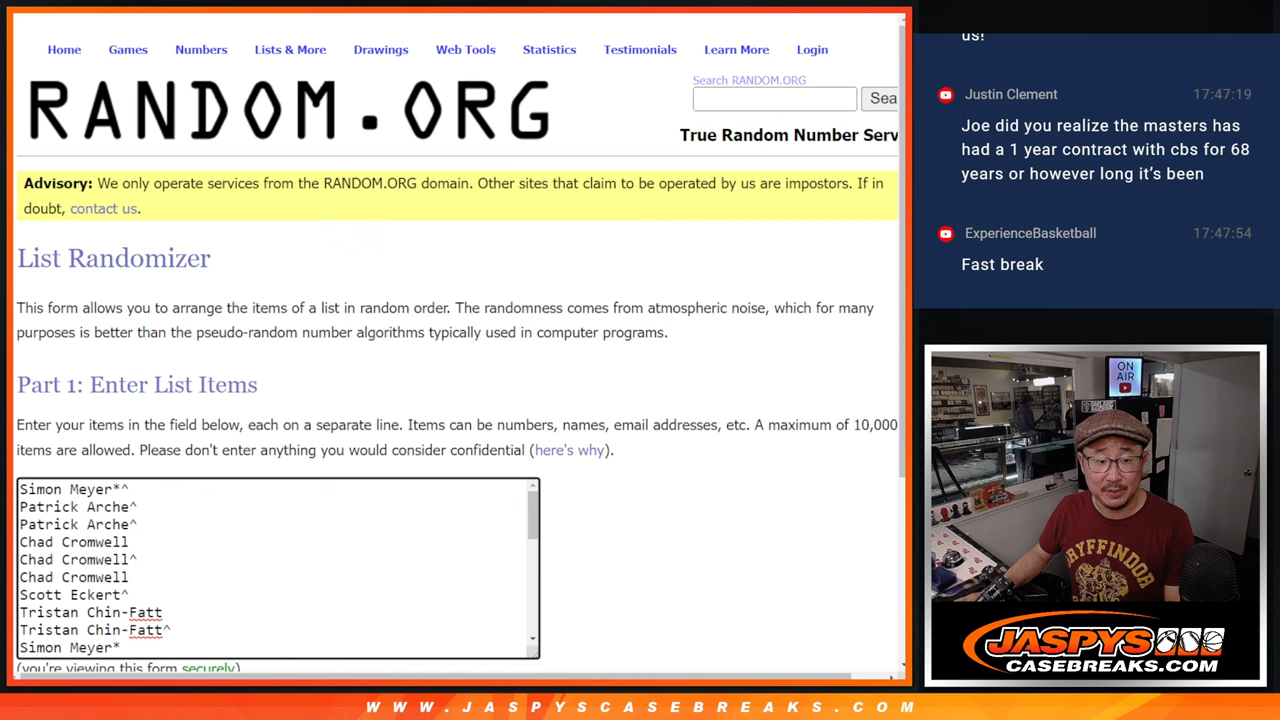 Home Games Numbers Lists & More Drawings Web Tools Statistics Testimonials Learn More Login
RANDOM.ORG
Search RANDOM.ORG
Sea
True Random Number Serv
Advisory: We only operate services from the RANDOM.ORG domain. Other sites that claim to be operated by us are impostors. If in
doubt, contact us.
List Randomizer
This form allows you to arrange the items of a list in random order. The randomness comes from atmospheric noise, which for many
purposes is better than the pseudo-random number algorithms typically used in computer programs.
Part 1: Enter List Items
Enter your items in the field below, each on a separate line. Items can be numbers, names, email addresses, etc. A maximum of 10,000
items are allowed. Please don't enter anything you would consider confidential (here's why).
Simon Meyer*^
Patrick Arche^
Patrick Arche^
Chad Cromwell
Chad Cromwell^
Chad Cromwell
Scott Eckert^
Tristan Chin-Fatt
Tristan Chin-Fatt^
Simon Meyer*
(you're viewing this form securely)
us!
Justin Clement 17:47:19
Joe did you realize the masters has
had a 1 year contract with cbs for 68
years or however long it's been
ExperienceBasketball 17:47:54
Fast break
ON
AIR
GRYFFINDOR
JASPYS
CASEBREAKS.COM
WWW.JASPYSCASEBREAKS.COM